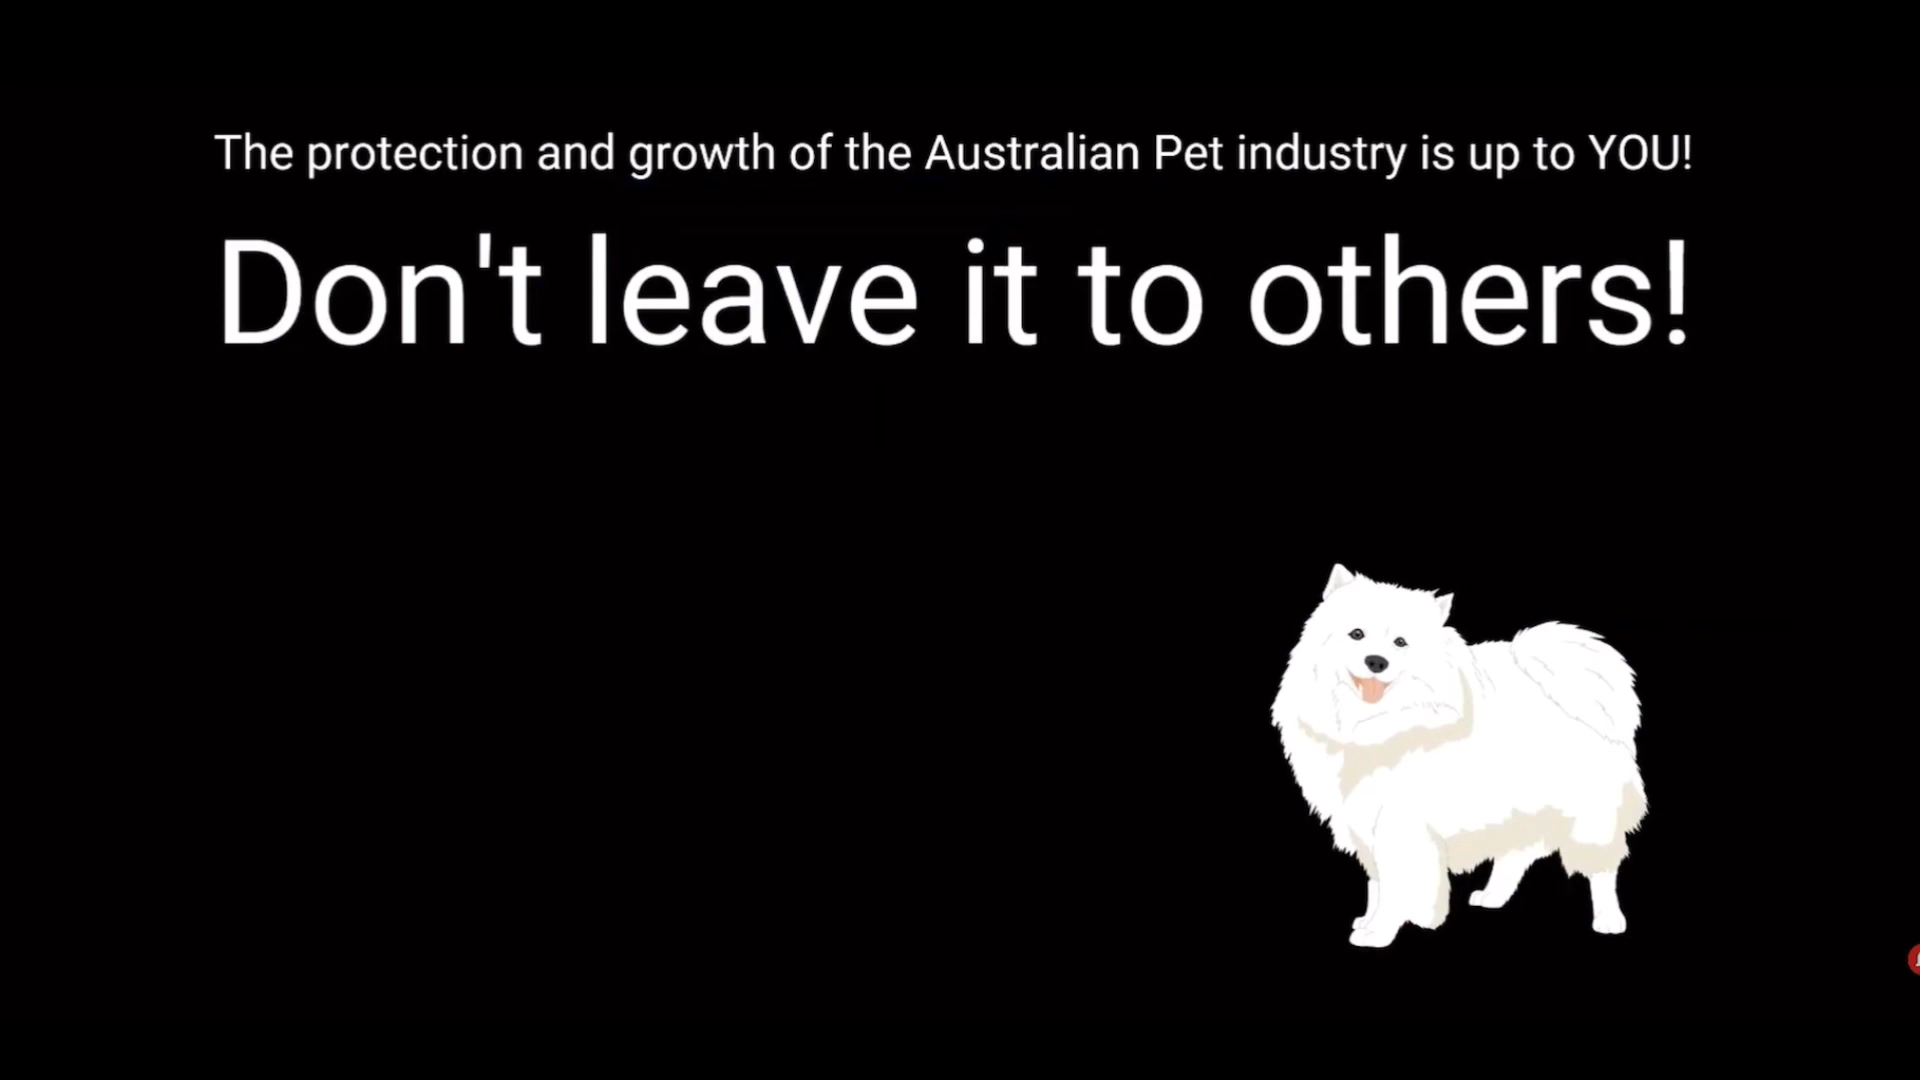 The protection and growth of the Australian Pet industry is up to YOU!
Don't leave it to others!